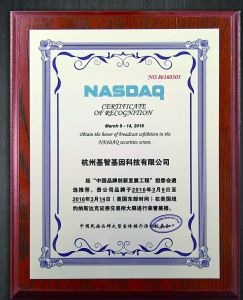 NO.86160303
NASDAQ
CERTIFICATE
OF RECOGNITION
March 8 - 14, 2016
Obtain the honor of broadcast exhibition in the
NASDAQ securities screen.
杭州基智基因科技有限公司
经“中国品牌创新发展工程”组委会遴
选推荐，贵公司品牌于2016年3月8日至
2016年3月14日（美国东部时间）在美国纽
约纳斯达克证券交易所大屏进行荣誉展播。